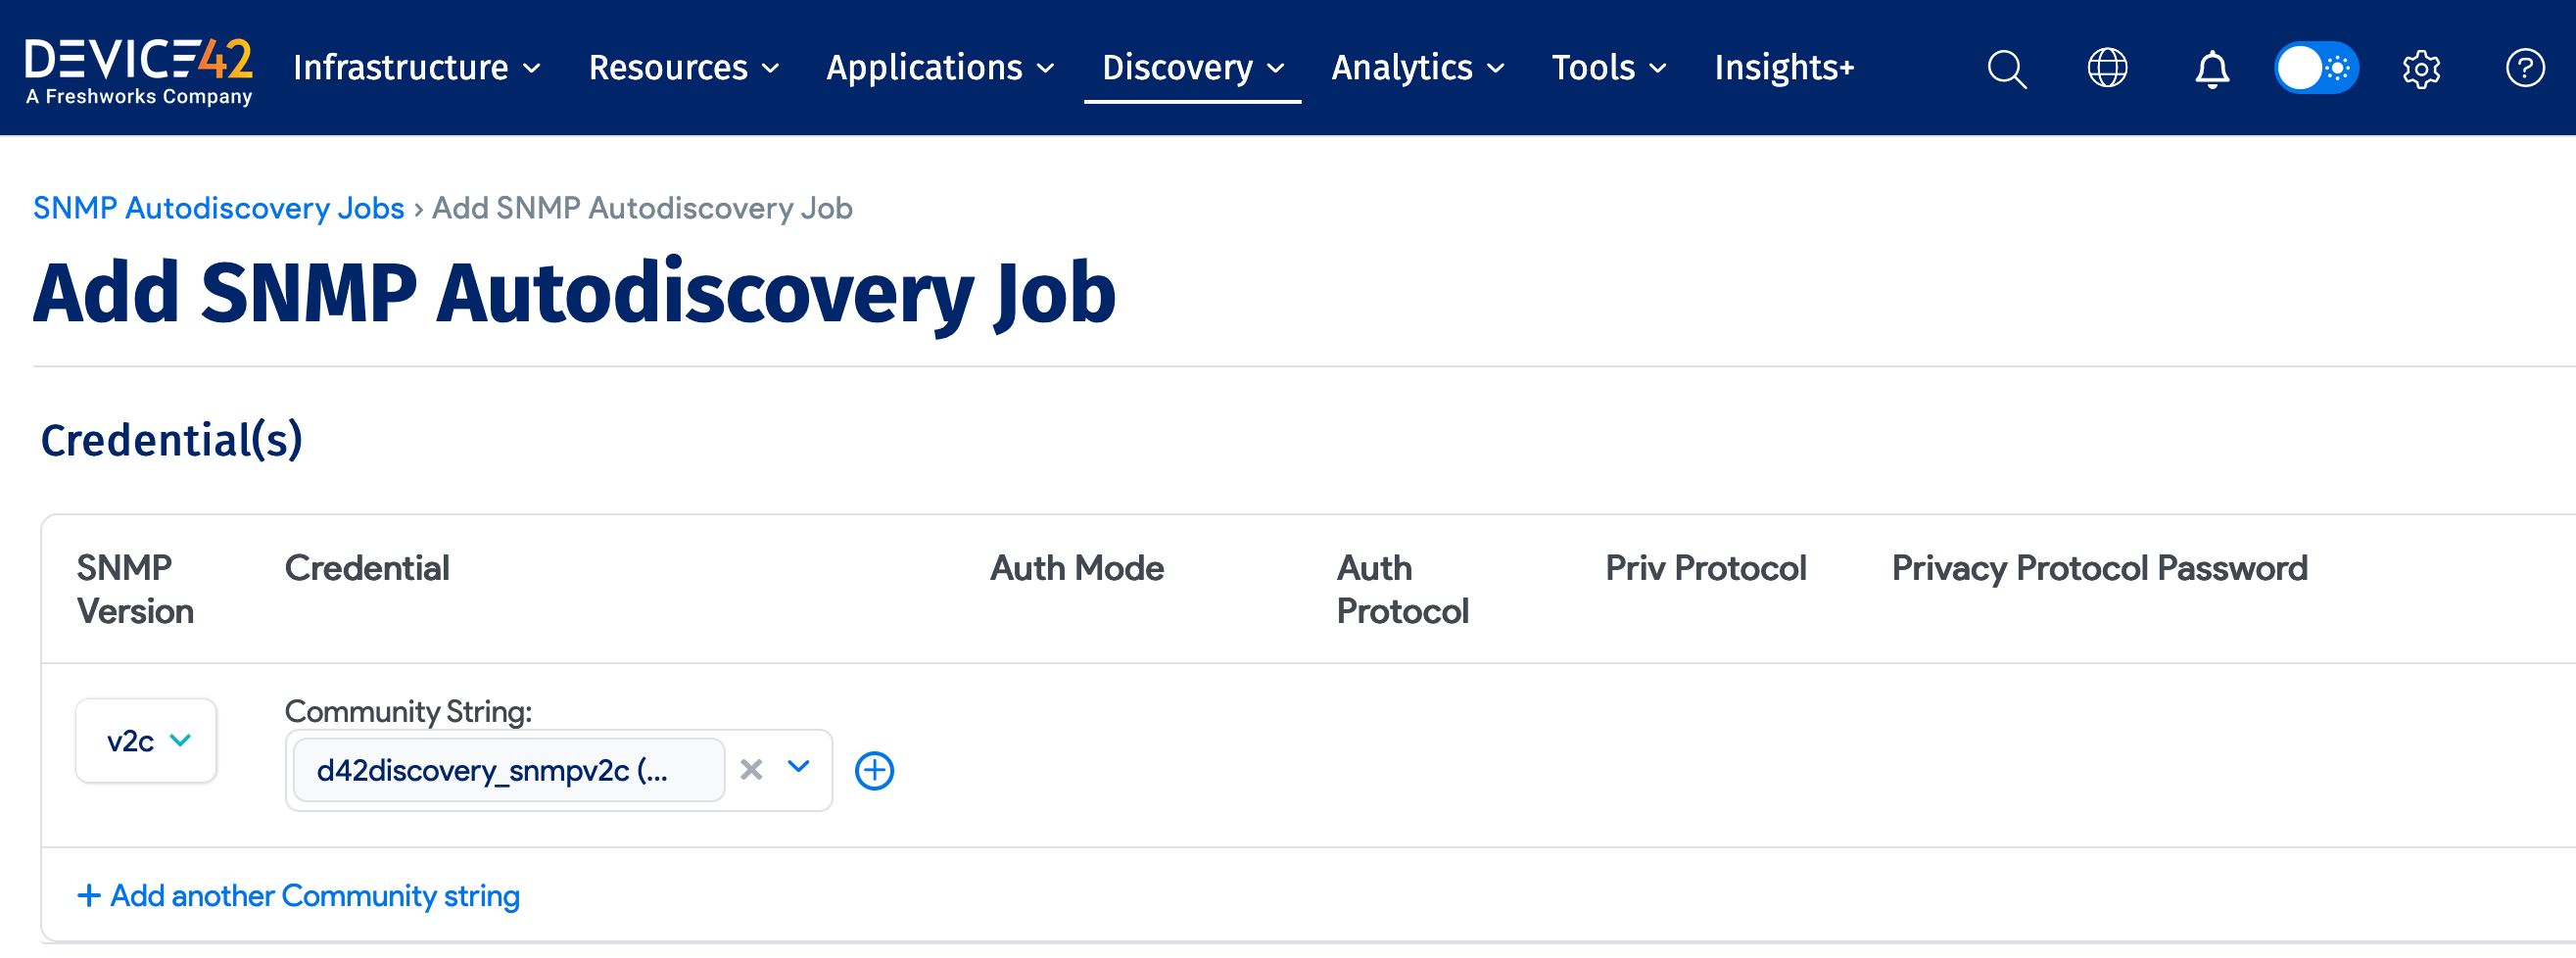 DEVICE42
A Freshworks Company
Infrastructure
Resources
Applications
Discovery
Analytics
Tools
Insights+
SNMP Autodiscovery Jobs › Add SNMP Autodiscovery Job
Add SNMP Autodiscovery Job
Credential(s)
SNMP Version
Credential
Auth Mode
Auth Protocol
Priv Protocol
Privacy Protocol Password
v2c
Community String:
d42discovery_snmpv2c (...
+ Add another Community string